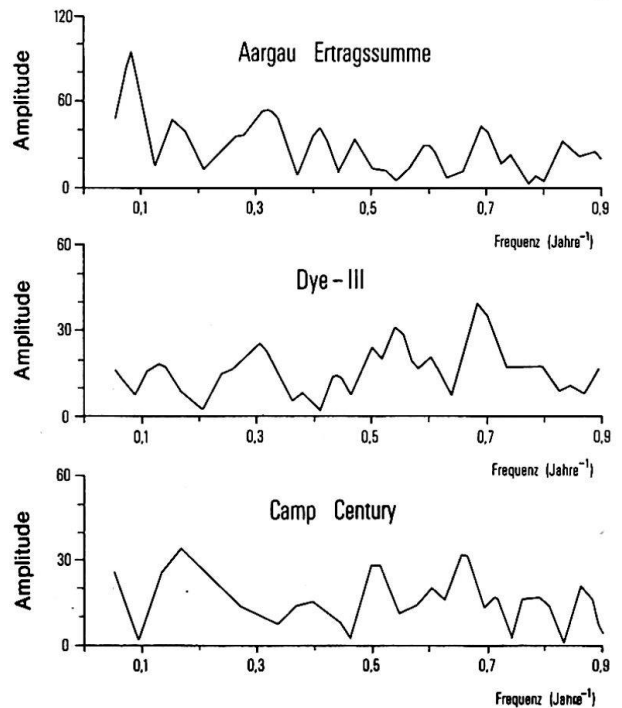 Aargau Ertragssumme
Amplitude
120
60
0
0,1
0,3
0,5
0,7
0,9
Frequenz (Jahre⁻¹)
Dye – III
Amplitude
60
30
0
0,1
0,3
0,5
0,7
0,9
Frequenz (Jahre⁻¹)
Camp Century
Amplitude
60
30
0
0,1
0,3
0,5
0,7
0,9
Frequenz (Jahre⁻¹)